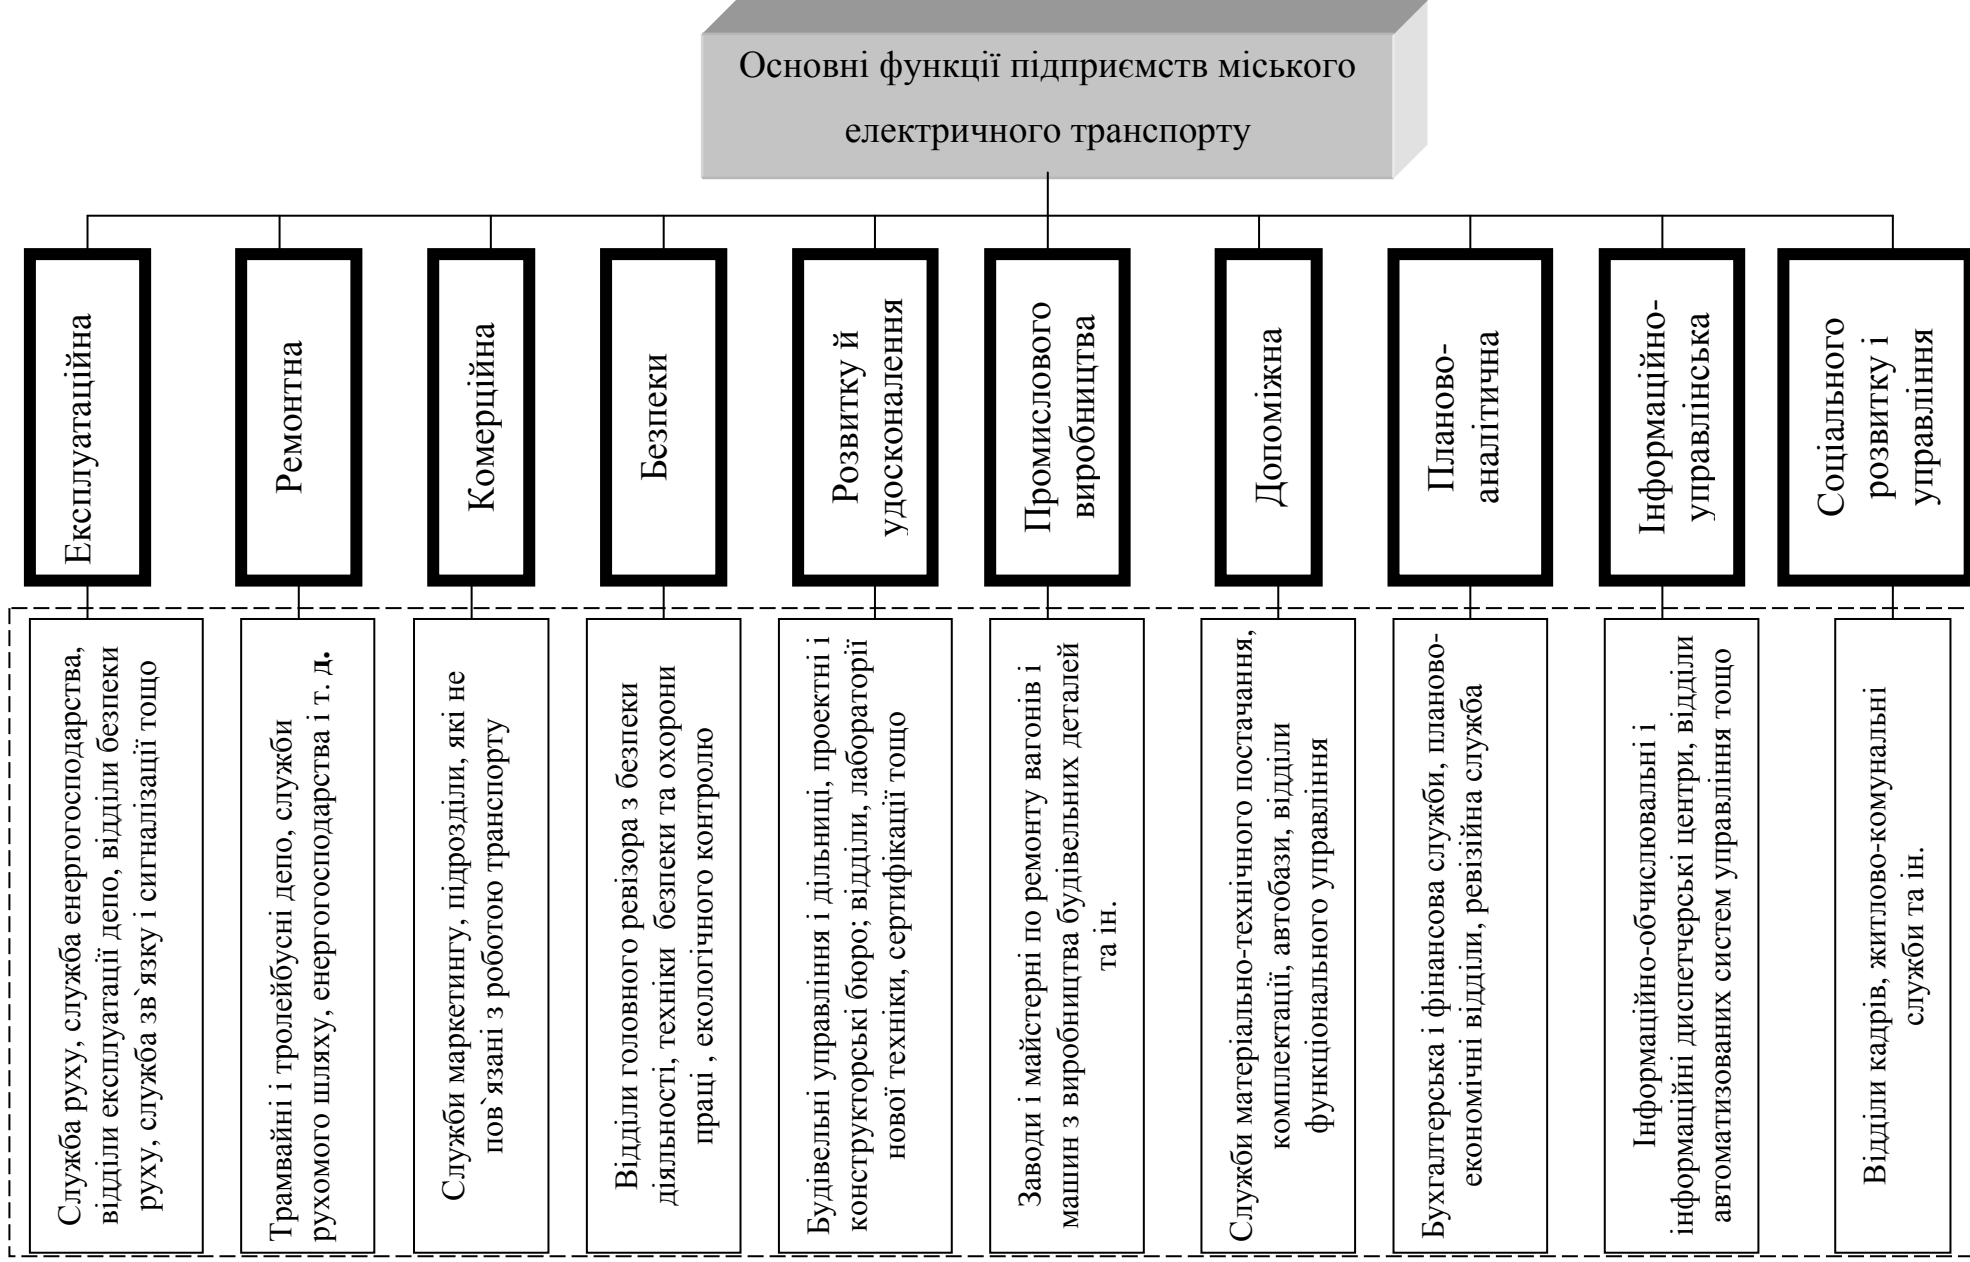 Основні функції підприємств міського
електричного транспорту
Експлуатаційна
Ремонтна
Комерційна
Безпеки
Розвитку й
удосконалення
Промислового
виробництва
Допоміжна
Планово-
аналітична
Інформаційно-
управлінська
Соціального
розвитку і
управління
Служба руху, служба енергогосподарства,
відділи експлуатації депо, відділи безпеки
руху, служба зв`язку і сигналізації тощо
Трамвайні і тролейбусні депо, служби
рухомого шляху, енергогосподарства і т. д.
Служби маркетингу, підрозділи, які не
пов`язані з роботою транспорту
Відділи головного ревізора з безпеки
діяльності, техніки безпеки та охорони
праці , екологічного контролю
Будівельні управління і дільниці, проектні і
конструкторські бюро; відділи, лабораторії
нової техніки, сертифікації тощо
Заводи і майстерні по ремонту вагонів і
машин з виробництва будівельних деталей
та ін.
Служби матеріально-технічного постачання,
комплектації, автобази, відділи
функціонального управління
Бухгалтерська і фінансова служби, планово-
економічні відділи, ревізійна служба
Інформаційно-обчислювальні і
інформаційні диспетчерські центри, відділи
автоматизованих систем управління тощо
Відділи кадрів, житлово-комунальні
служби та ін.